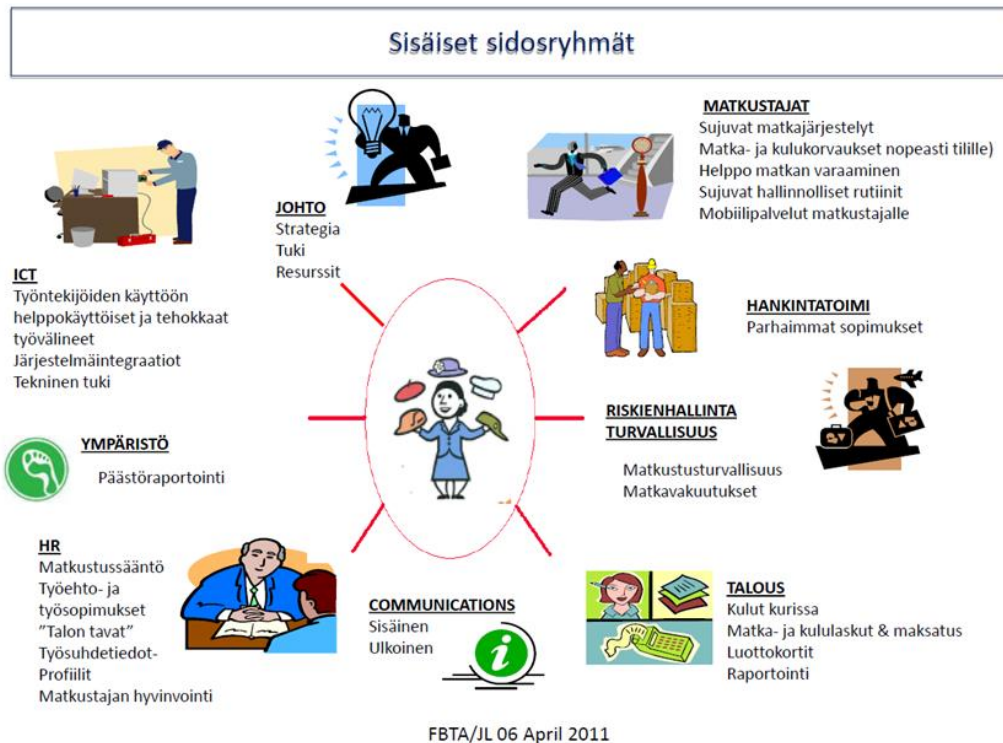 Sisäiset sidosryhmät
MATKUSTAJAT
Sujuvat matkajärjestelyt
Matka- ja kulukorvaukset nopeasti tilille)
Helppo matkan varaaminen
Sujuvat hallinnolliset rutiinit
Mobiilipalvelut matkustajalle
JOHTO
Strategia
Tuki
Resurssit
ICT
Työntekijöiden käyttöön
helppokäyttöiset ja tehokkaat
työvälineet
Järjestelmäintegraatiot
Tekninen tuki
HANKINTATOIMI
Parhaimmat sopimukset
RISKIENHALLINTA
TURVALLISUUS
Matkustusturvallisuus
Matkavakuutukset
YMPÄRISTÖ
Päästöraportointi
HR
Matkustussääntö
Työehto- ja
työsopimukset
”Talon tavat”
Työsuhdetiedot-
Profiilit
Matkustajan hyvinvointi
COMMUNICATIONS
Sisäinen
Ulkoinen
i
TALOUS
Kulut kurissa
Matka- ja kululaskut & maksatus
Luottokortit
Raportointi
FBTA/JL 06 April 2011